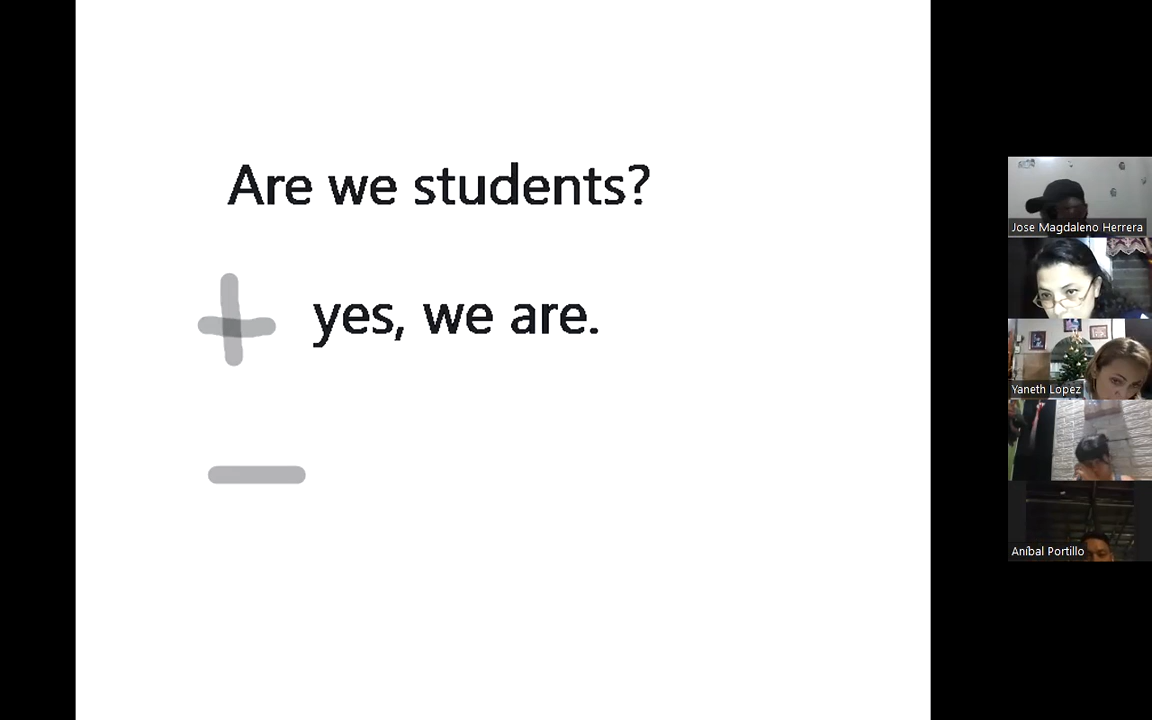 Are we students?
yes, we are.
Jose Magdaleno Herrera
Yaneth Lopez
Aníbal Portillo